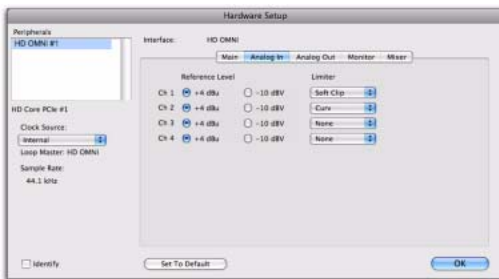 Hardware Setup
Peripherals
HD OMNI #1
Interface: HD OMNI
Main Analog In Analog Out Monitor Mixer
Reference Level Limiter
Ch 1 +4 dBu -10 dBV Soft Clip
Ch 2 +4 dBu -10 dBV Curv
Ch 3 +4 dBu -10 dBV None
Ch 4 +4 dBu -10 dBV None
HD Core PCIe #1
Clock Source:
Internal
Loop Master: HD OMNI
Sample Rate:
44.1 kHz
Identify
Set To Default
OK